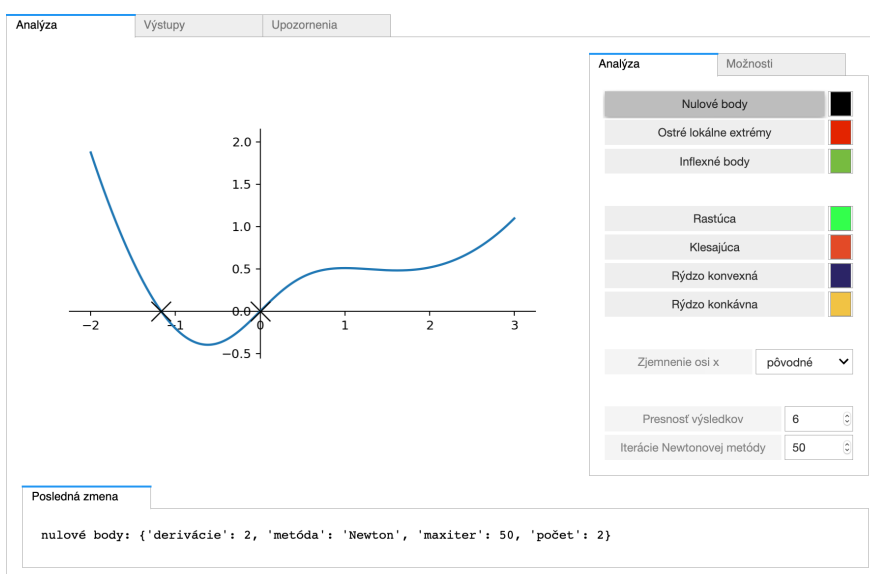 Analýza
Výstupy
Upozornenia
Analýza
Možnosti
Nulové body
Ostré lokálne extrémy
Inflexné body
Rastúca
Klesajúca
Rýdzo konvexná
Rýdzo konkávna
Zjemnenie osi x
pôvodné
Presnosť výsledkov
6
Iterácie Newtonovej metódy
50
2.0
1.5
1.0
0.5
0.0
−0.5
−2
−1
0
1
2
3
Posledná zmena
nulové body: {'derivácie': 2, 'metóda': 'Newton', 'maxiter': 50, 'počet': 2}